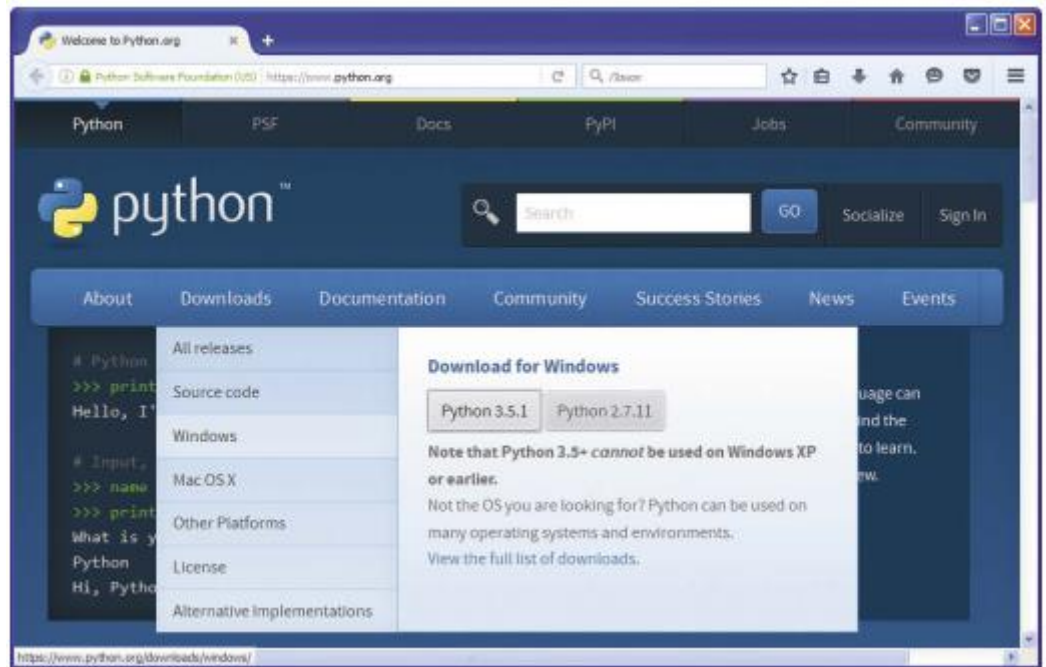 Welcome to Python.org
Python Software Foundation (US) https://www.python.org
Python PSF Docs PyPI Jobs Community
python™
Search GO Socialize Sign In
About Downloads Documentation Community Success Stories News Events
# Python
>>> print
Hello, I'
# Input,
>>> name
>>> print
What is y
Python
Hi, Pytho
All releases
Source code
Windows
Mac OS X
Other Platforms
License
Alternative Implementations
Download for Windows
Python 3.5.1 Python 2.7.11
Note that Python 3.5+ cannot be used on Windows XP
or earlier.
Not the OS you are looking for? Python can be used on
many operating systems and environments.
View the full list of downloads.
uage can
ind the
to learn.
ew.
https://www.python.org/downloads/windows/